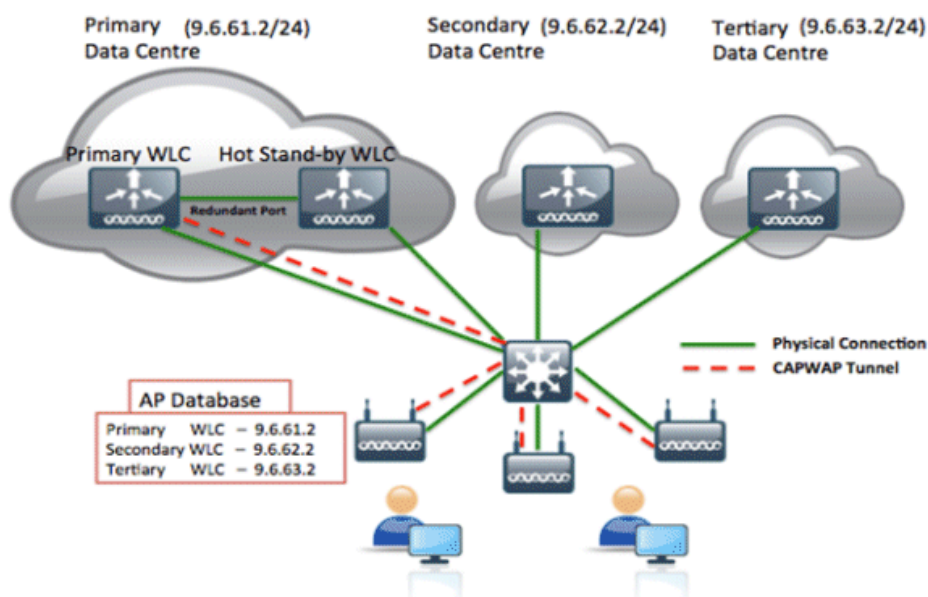 Primary (9.6.61.2/24)
Data Centre
Secondary (9.6.62.2/24)
Data Centre
Tertiary (9.6.63.2/24)
Data Centre
Primary WLC
Hot Stand-by WLC
Redundant Port
Physical Connection
CAPWAP Tunnel
AP Database
Primary WLC – 9.6.61.2
Secondary WLC – 9.6.62.2
Tertiary WLC – 9.6.63.2